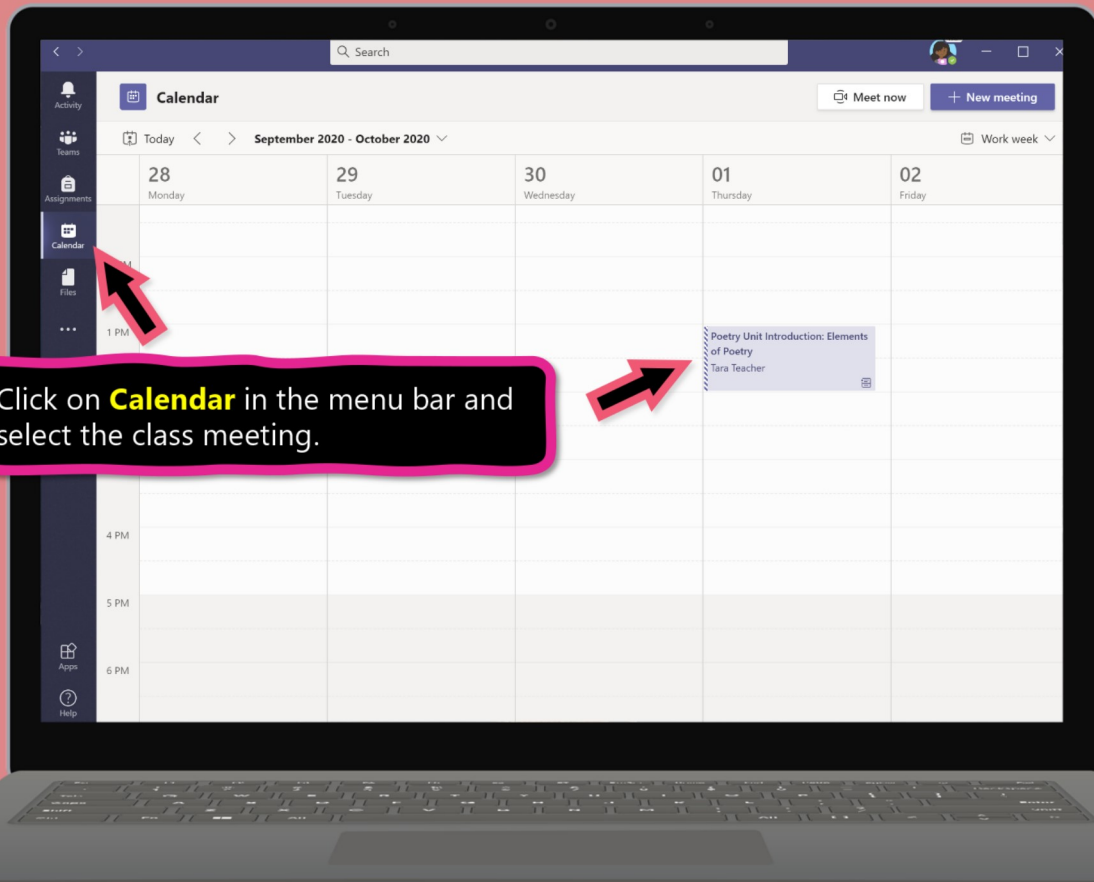 Search
Activity
Calendar
Meet now
+ New meeting
Teams
Today
September 2020 - October 2020
Work week
28
Monday
29
Tuesday
30
Wednesday
01
Thursday
02
Friday
Assignments
Calendar
Files
1 PM
Poetry Unit Introduction: Elements
of Poetry
Tara Teacher
Click on Calendar in the menu bar and
select the class meeting.
4 PM
5 PM
6 PM
Apps
Help